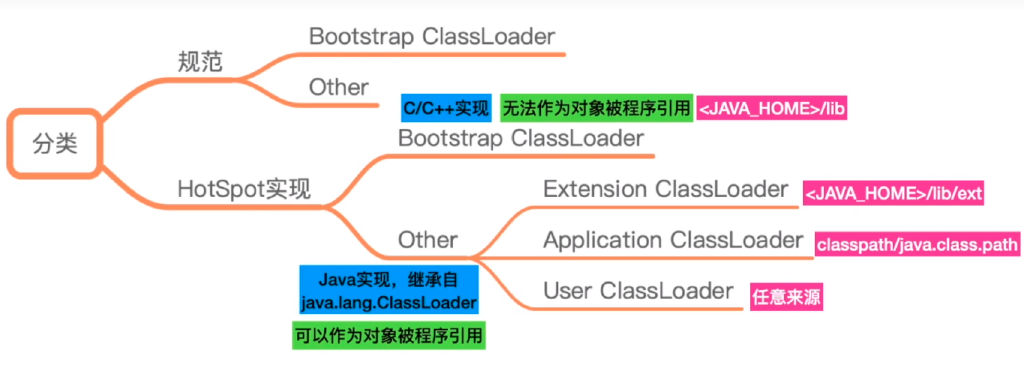 Bootstrap ClassLoader
规范
Other
C/C++实现 无法作为对象被程序引用 <JAVA_HOME>/lib
分类
Bootstrap ClassLoader
HotSpot实现
Extension ClassLoader <JAVA_HOME>/lib/ext
Other
Application ClassLoader classpath/java.class.path
Java实现，继承自
java.lang.ClassLoader
User ClassLoader 任意来源
可以作为对象被程序引用